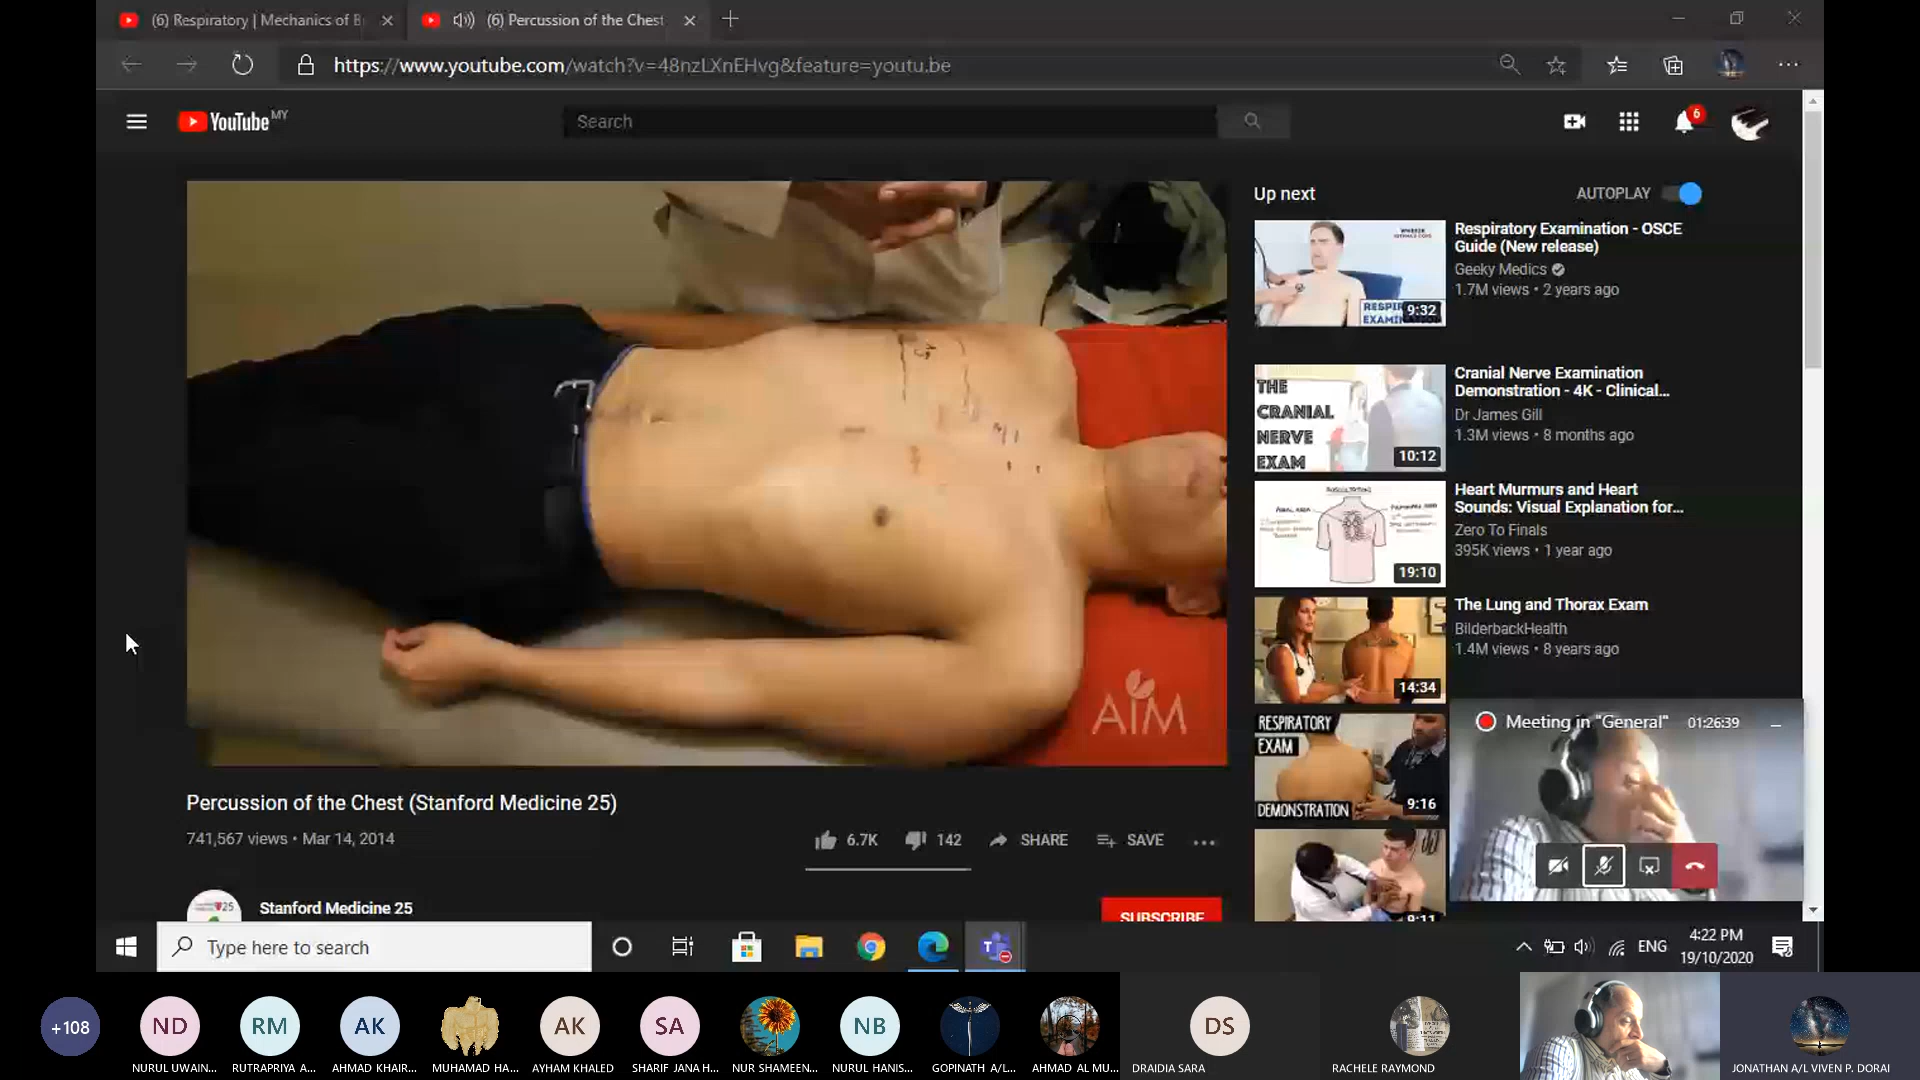 (6) Respiratory | Mechanics of B
(6) Percussion of the Chest
https://www.youtube.com/watch?v=48nzLXnEHvg&feature=youtu.be
YouTube MY
Search
6
Up next
AUTOPLAY
Respiratory Examination - OSCE
Guide (New release)
Geeky Medics
1.7M views • 2 years ago
9:32
Cranial Nerve Examination
Demonstration - 4K - Clinical...
Dr James Gill
1.3M views • 8 months ago
THE
CRANIAL
NERVE
EXAM
10:12
Heart Murmurs and Heart
Sounds: Visual Explanation for...
Zero To Finals
395K views • 1 year ago
19:10
The Lung and Thorax Exam
BilderbackHealth
1.4M views • 8 years ago
14:34
RESPIRATORY
EXAM
DEMONSTRATION
9:16
9:11
AIM
Meeting in "General"
01:26:39
Percussion of the Chest (Stanford Medicine 25)
741,567 views • Mar 14, 2014
6.7K
142
SHARE
SAVE
Stanford Medicine 25
SUBSCRIBE
Type here to search
ENG
4:22 PM
19/10/2020
+108
ND
RM
AK
AK
SA
NB
DS
NURUL UWAIN...
RUTRAPRIYA A...
AHMAD KHAIR...
MUHAMAD HA...
AYHAM KHALED
SHARIF JANA H...
NUR SHAMEEN...
NURUL HANIS...
GOPINATH A/L...
AHMAD AL MU...
DRAIDIA SARA
RACHELE RAYMOND
JONATHAN A/L VIVEN P. DORAI